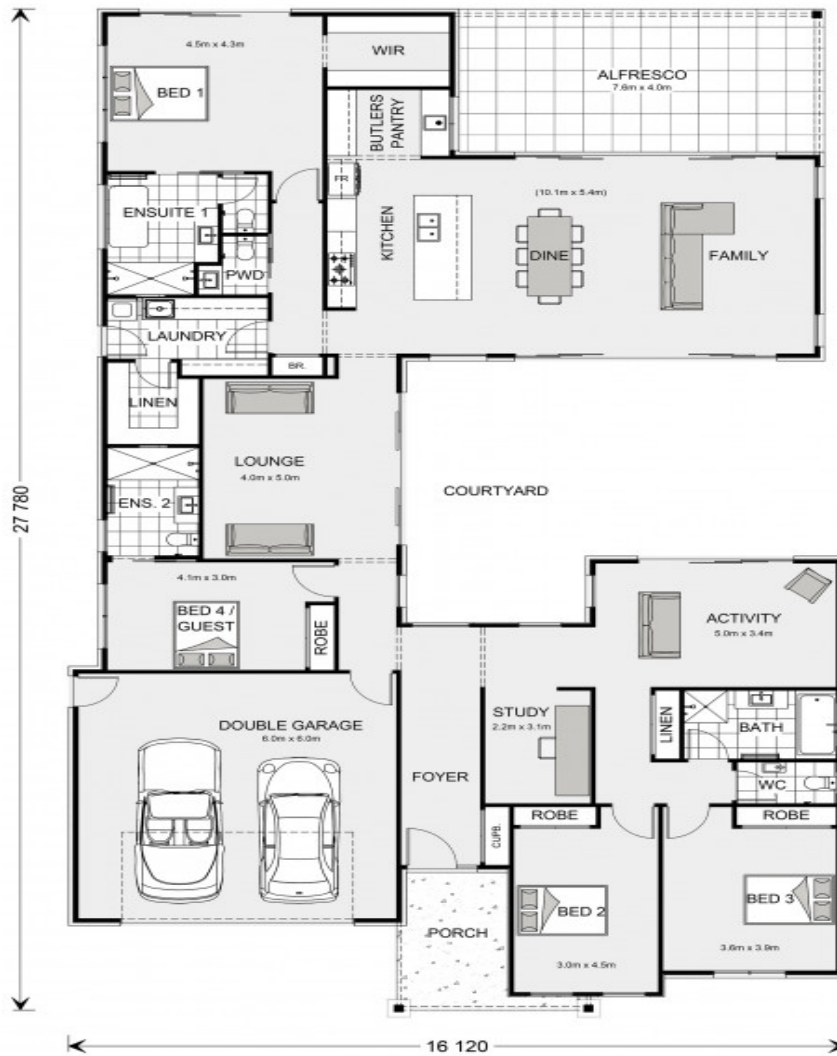 4.5m x 4.3m
WIR
BED 1
ALFRESCO
7.6m x 4.0m
BUTLERS
PANTRY
FR
(10.1m x 5.4m)
ENSUITE 1
KITCHEN
DINE
FAMILY
PWD
LAUNDRY
BR.
LINEN
LOUNGE
4.0m x 5.0m
COURTYARD
ENS. 2
27 780
4.1m x 3.0m
BED 4 /
GUEST
ROBE
ACTIVITY
5.0m x 3.4m
STUDY
2.2m x 3.1m
LINEN
BATH
DOUBLE GARAGE
6.0m x 6.0m
FOYER
WC
ROBE
ROBE
CUPB.
BED 2
BED 3
PORCH
3.0m x 4.5m
3.6m x 3.9m
16 120